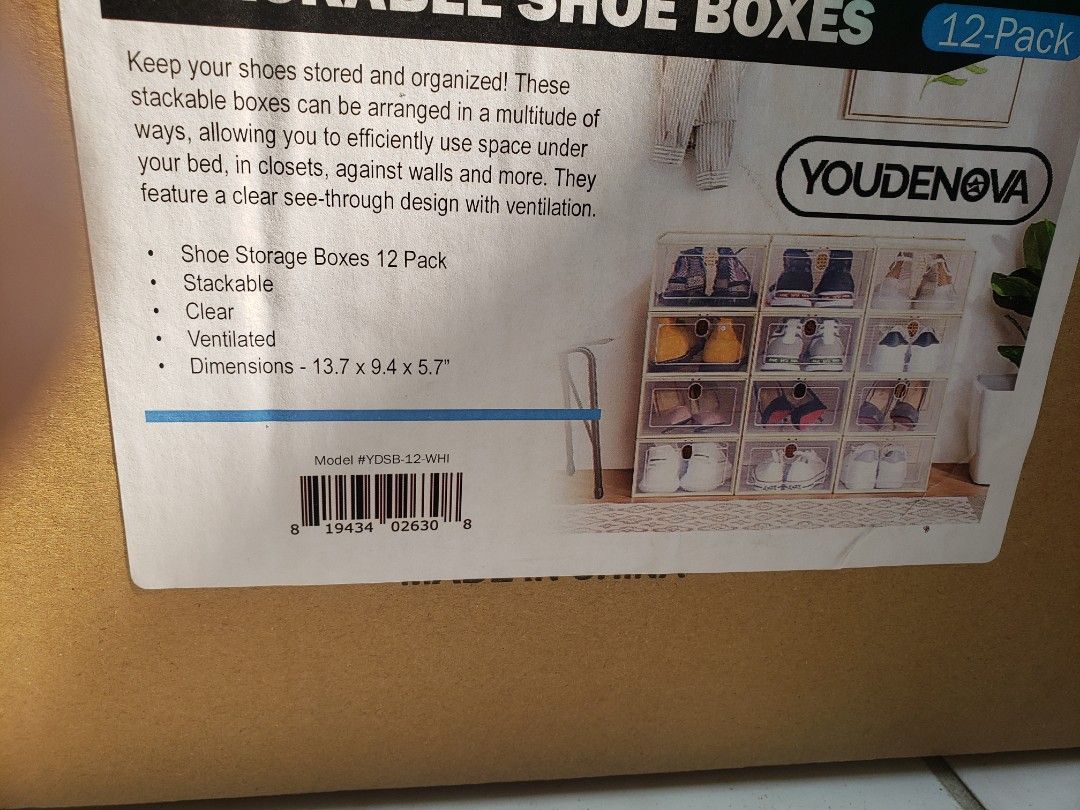 SHOE BOXES
12-Pack
Keep your shoes stored and organized! These
stackable boxes can be arranged in a multitude of
ways, allowing you to efficiently use space under
your bed, in closets, against walls and more. They
feature a clear see-through design with ventilation.
YOUDENOVA
• Shoe Storage Boxes 12 Pack
• Stackable
• Clear
• Ventilated
• Dimensions - 13.7 x 9.4 x 5.7”
Model #YDSB-12-WHI
8 19434 02630 8
MADE IN CHINA